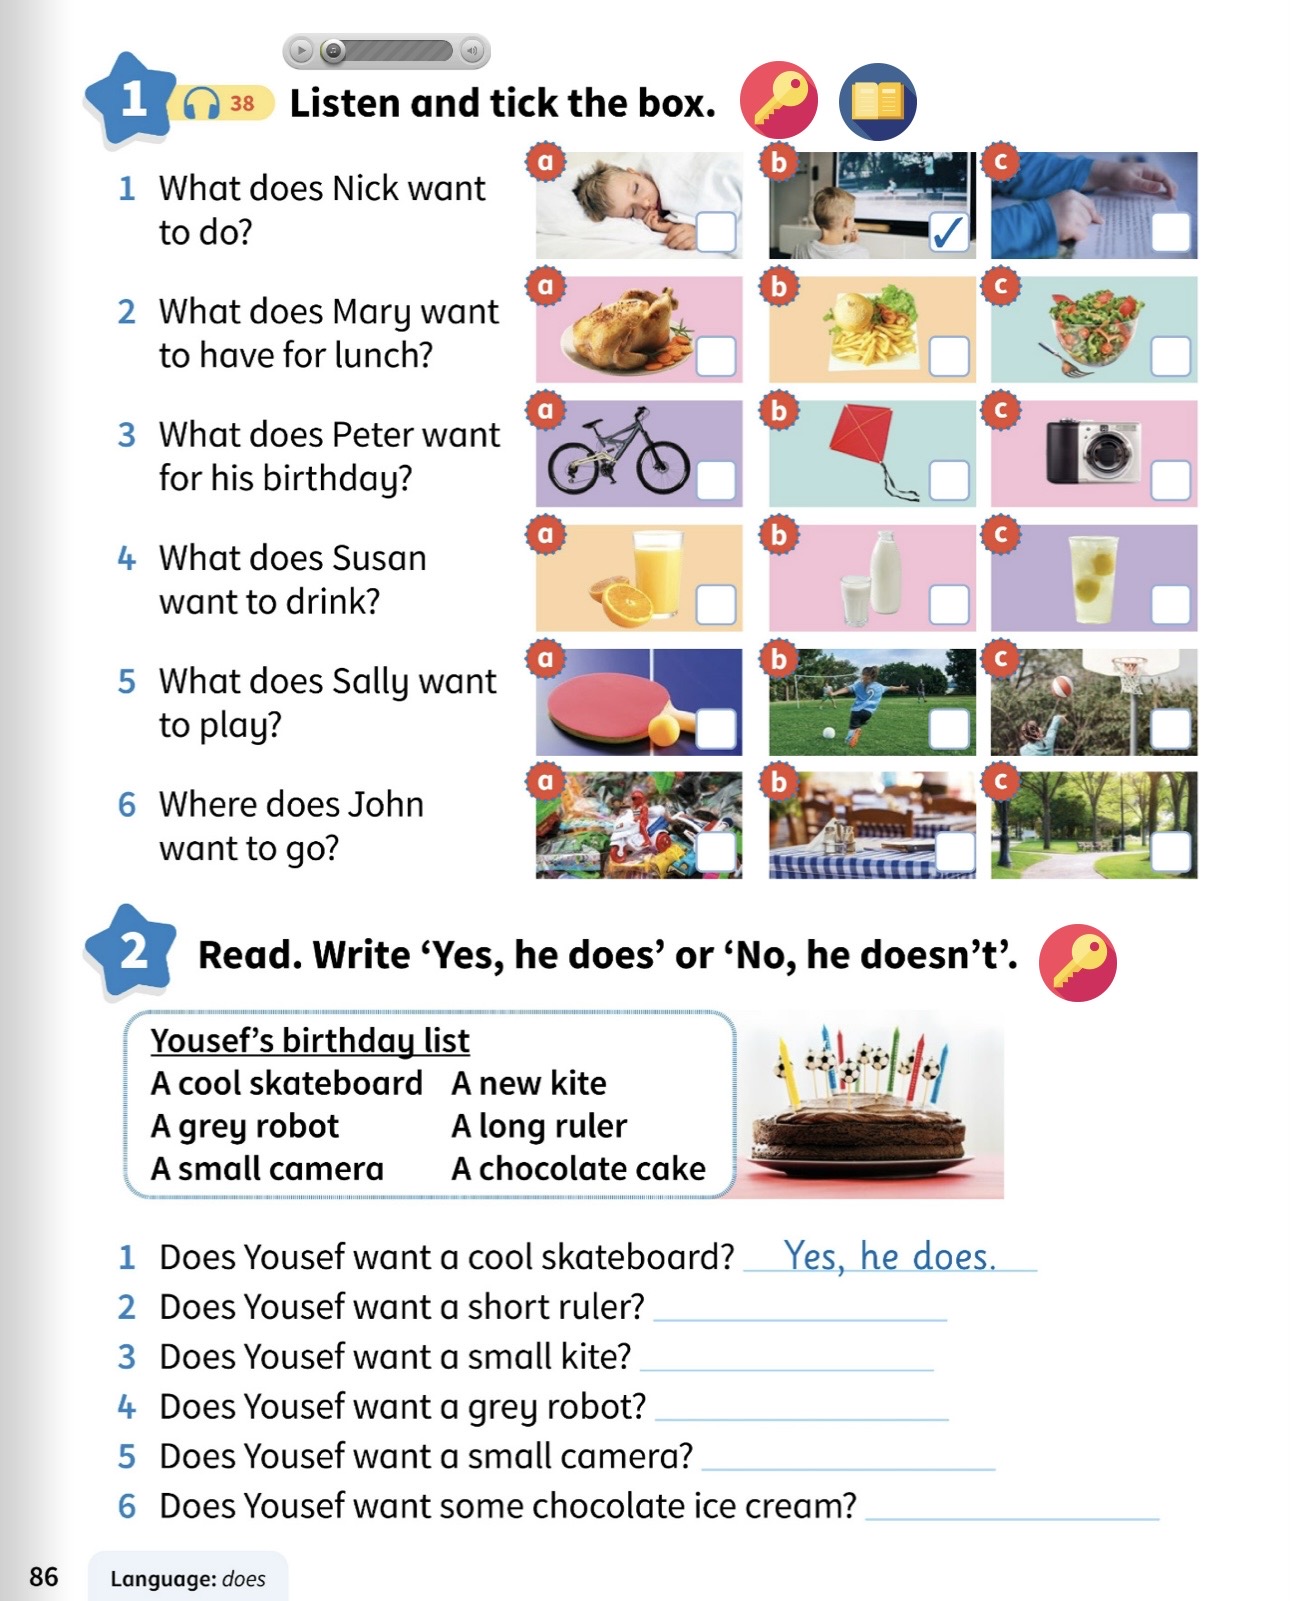 1
38
Listen and tick the box.
1 What does Nick want
to do?
a
b
✓
c
2 What does Mary want
to have for lunch?
a
b
c
3 What does Peter want
for his birthday?
a
b
c
4 What does Susan
want to drink?
a
b
c
5 What does Sally want
to play?
a
b
c
6 Where does John
want to go?
a
b
c
2
Read. Write ‘Yes, he does’ or ‘No, he doesn’t’.
Yousef’s birthday list
A cool skateboard A new kite
A grey robot A long ruler
A small camera A chocolate cake
1 Does Yousef want a cool skateboard? Yes, he does.
2 Does Yousef want a short ruler?
3 Does Yousef want a small kite?
4 Does Yousef want a grey robot?
5 Does Yousef want a small camera?
6 Does Yousef want some chocolate ice cream?
86
Language: does